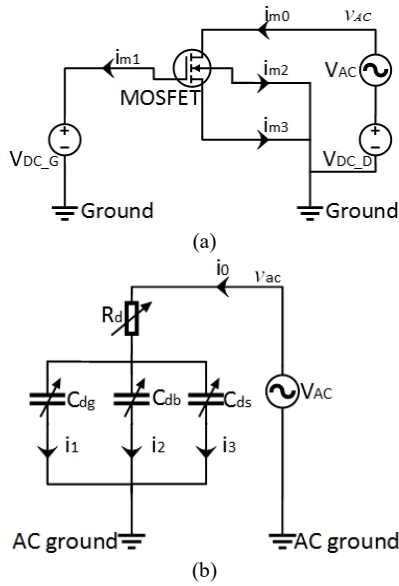 im0
vAC
im1
im2
VAC
MOSFET
im3
VDC_G
VDC_D
Ground
Ground
(a)
i0
vac
Rd
Cdg
Cdb
Cds
VAC
i1
i2
i3
AC ground
AC ground
(b)